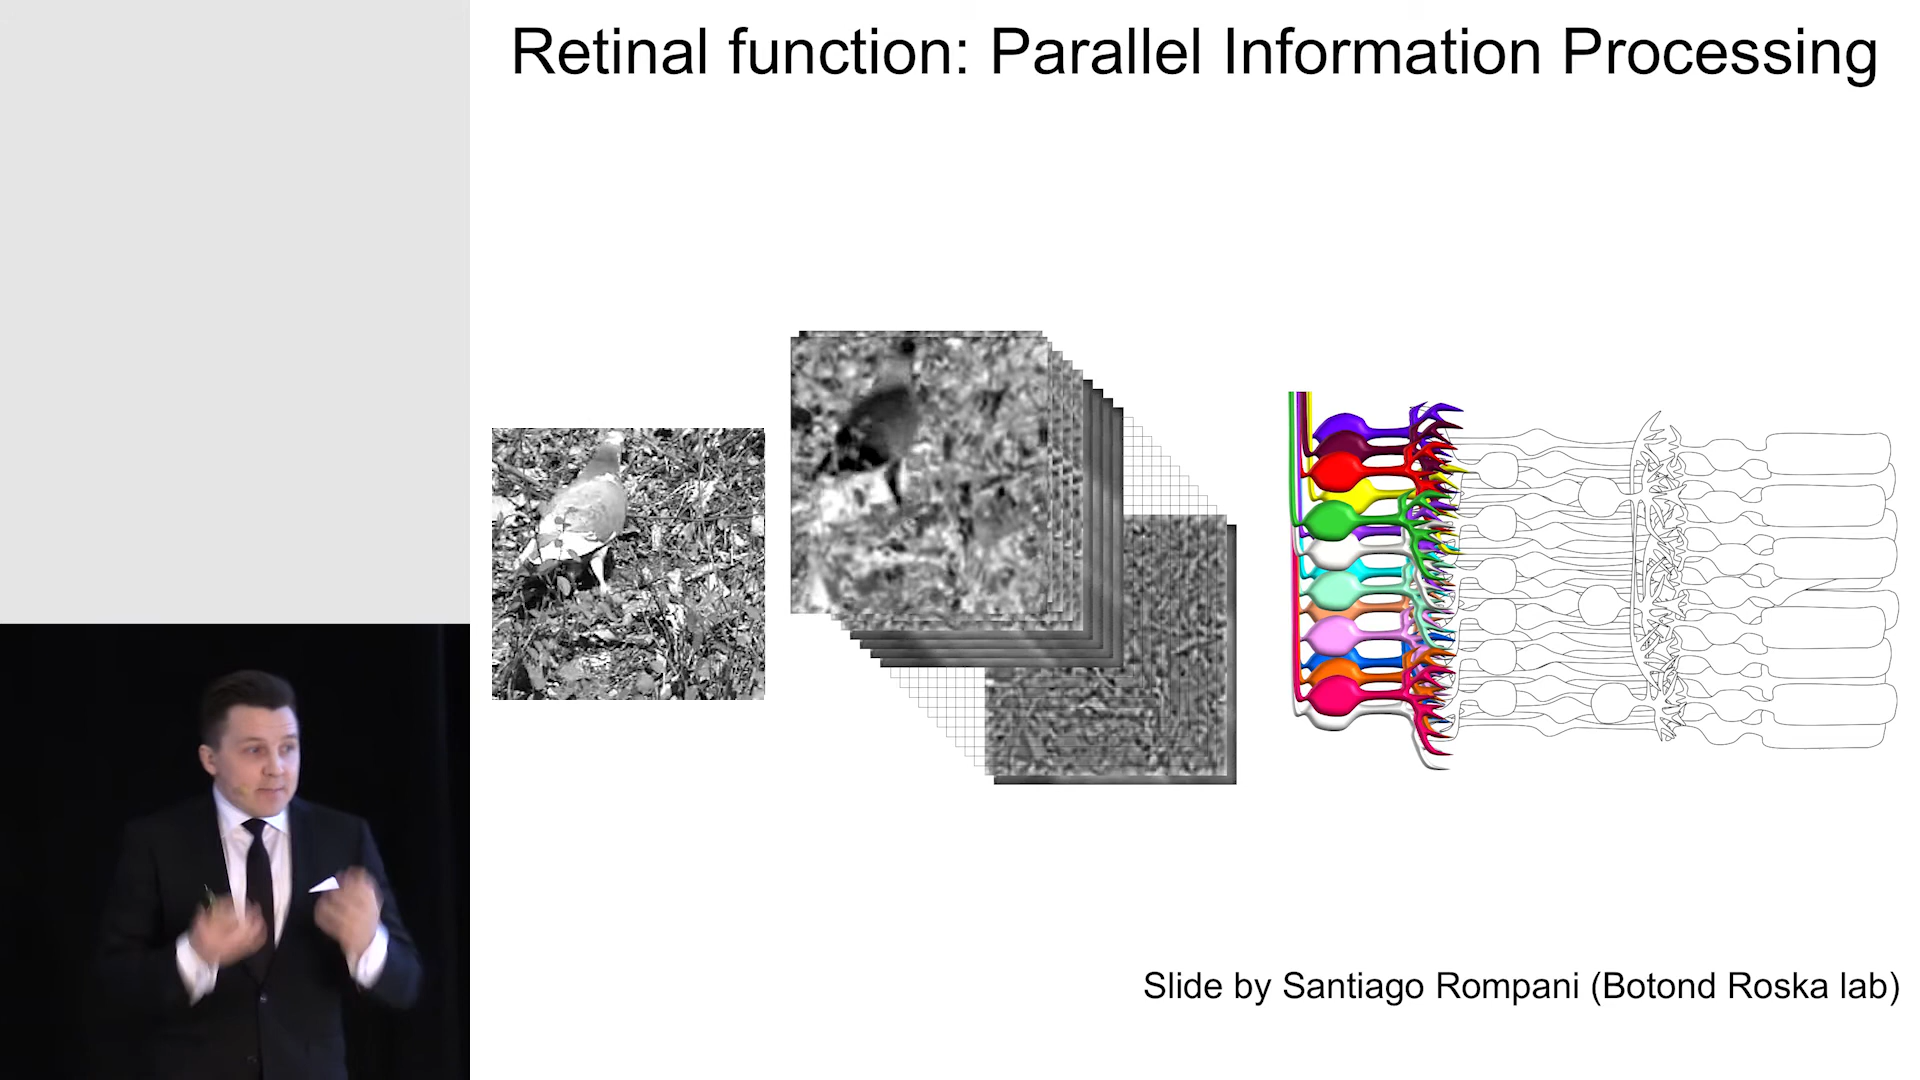 Retinal function: Parallel Information Processing
Slide by Santiago Rompani (Botond Roska lab)